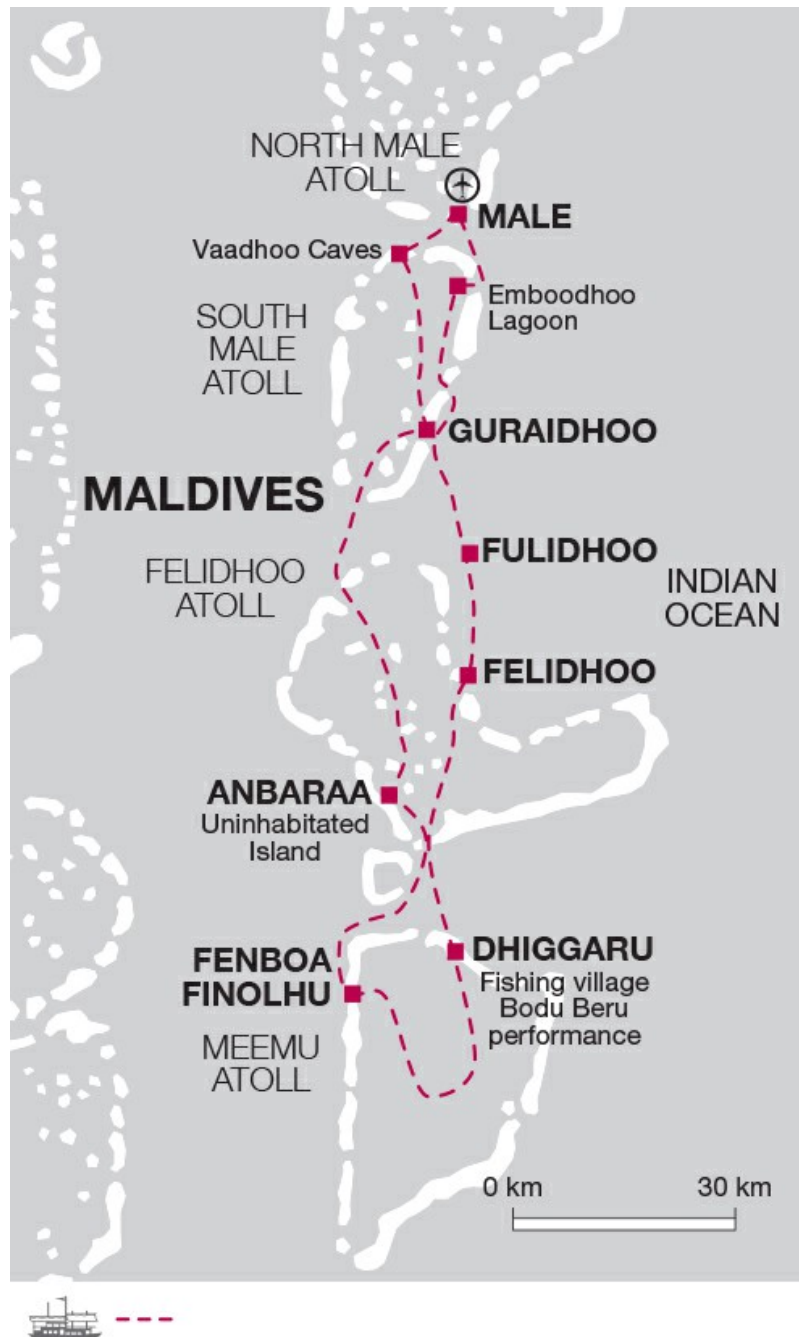 NORTH MALE
ATOLL
MALE
Vaadhoo Caves
Emboodhoo
Lagoon
SOUTH
MALE
ATOLL
GURAIDHOO
MALDIVES
FULIDHOO
FELIDHOO
ATOLL
INDIAN
OCEAN
FELIDHOO
ANBARAA
Uninhabitated
Island
DHIGGARU
Fishing village
Bodu Beru
performance
FENBOA
FINOLHU
MEEMU
ATOLL
0 km 30 km